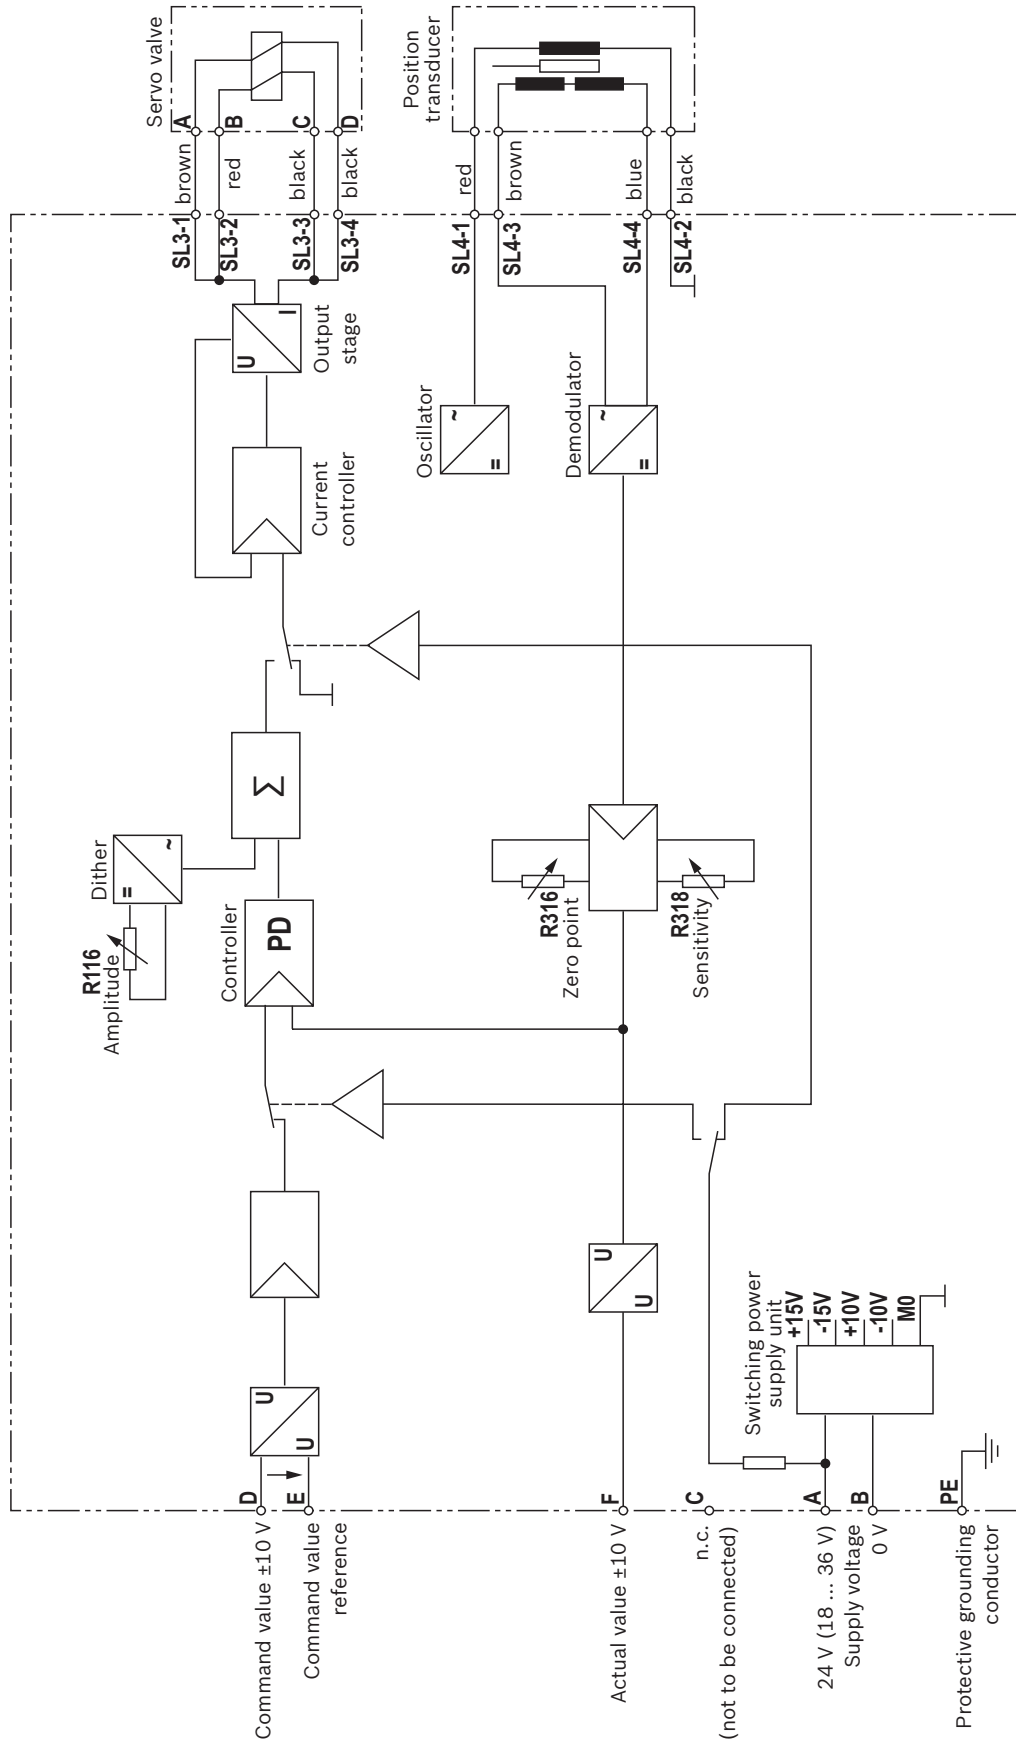 Servo valve
A
B
C
D
brown
red
black
black
SL3-1
SL3-2
SL3-3
SL3-4
U
I
Output
stage
Current
controller
Σ
Dither
=
~
R116
Amplitude
Controller
PD
U
U
D
E
Command value ±10 V
Command value
reference
Position
transducer
red
brown
blue
black
SL4-1
SL4-3
SL4-4
SL4-2
Oscillator
~
=
Demodulator
~
=
R316
Zero point
R318
Sensitivity
U
U
F
Actual value ±10 V
C
n.c.
(not to be connected)
Switching power
supply unit
+15V
-15V
+10V
-10V
M0
A
B
24 V (18 ... 36 V)
Supply voltage
0 V
PE
Protective grounding
conductor